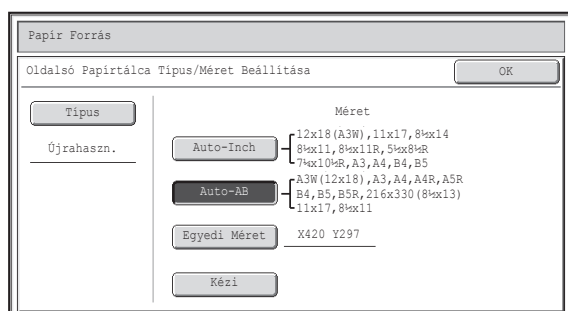 Papír Forrás
Oldalsó Papírtálca Típus/Méret Beállítása
OK
Típus
Újrahaszn.
Méret
Auto-Inch
12x18(A3W),11x17,8½x14
8½x11,8½x11R,5½x8½R
7¼x10½R,A3,A4,B4,B5
Auto-AB
A3W(12x18),A3,A4,A4R,A5R
B4,B5,B5R,216x330(8½x13)
11x17,8½x11
Egyedi Méret
X420 Y297
Kézi